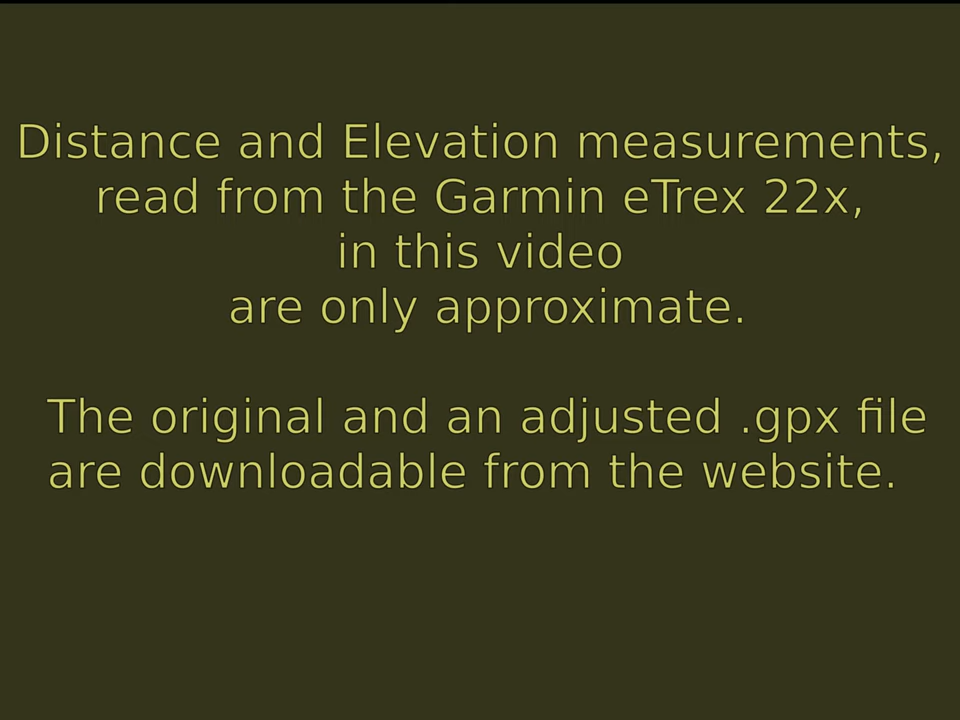 Distance and Elevation measurements,
read from the Garmin eTrex 22x,
in this video
are only approximate.
The original and an adjusted .gpx file
are downloadable from the website.